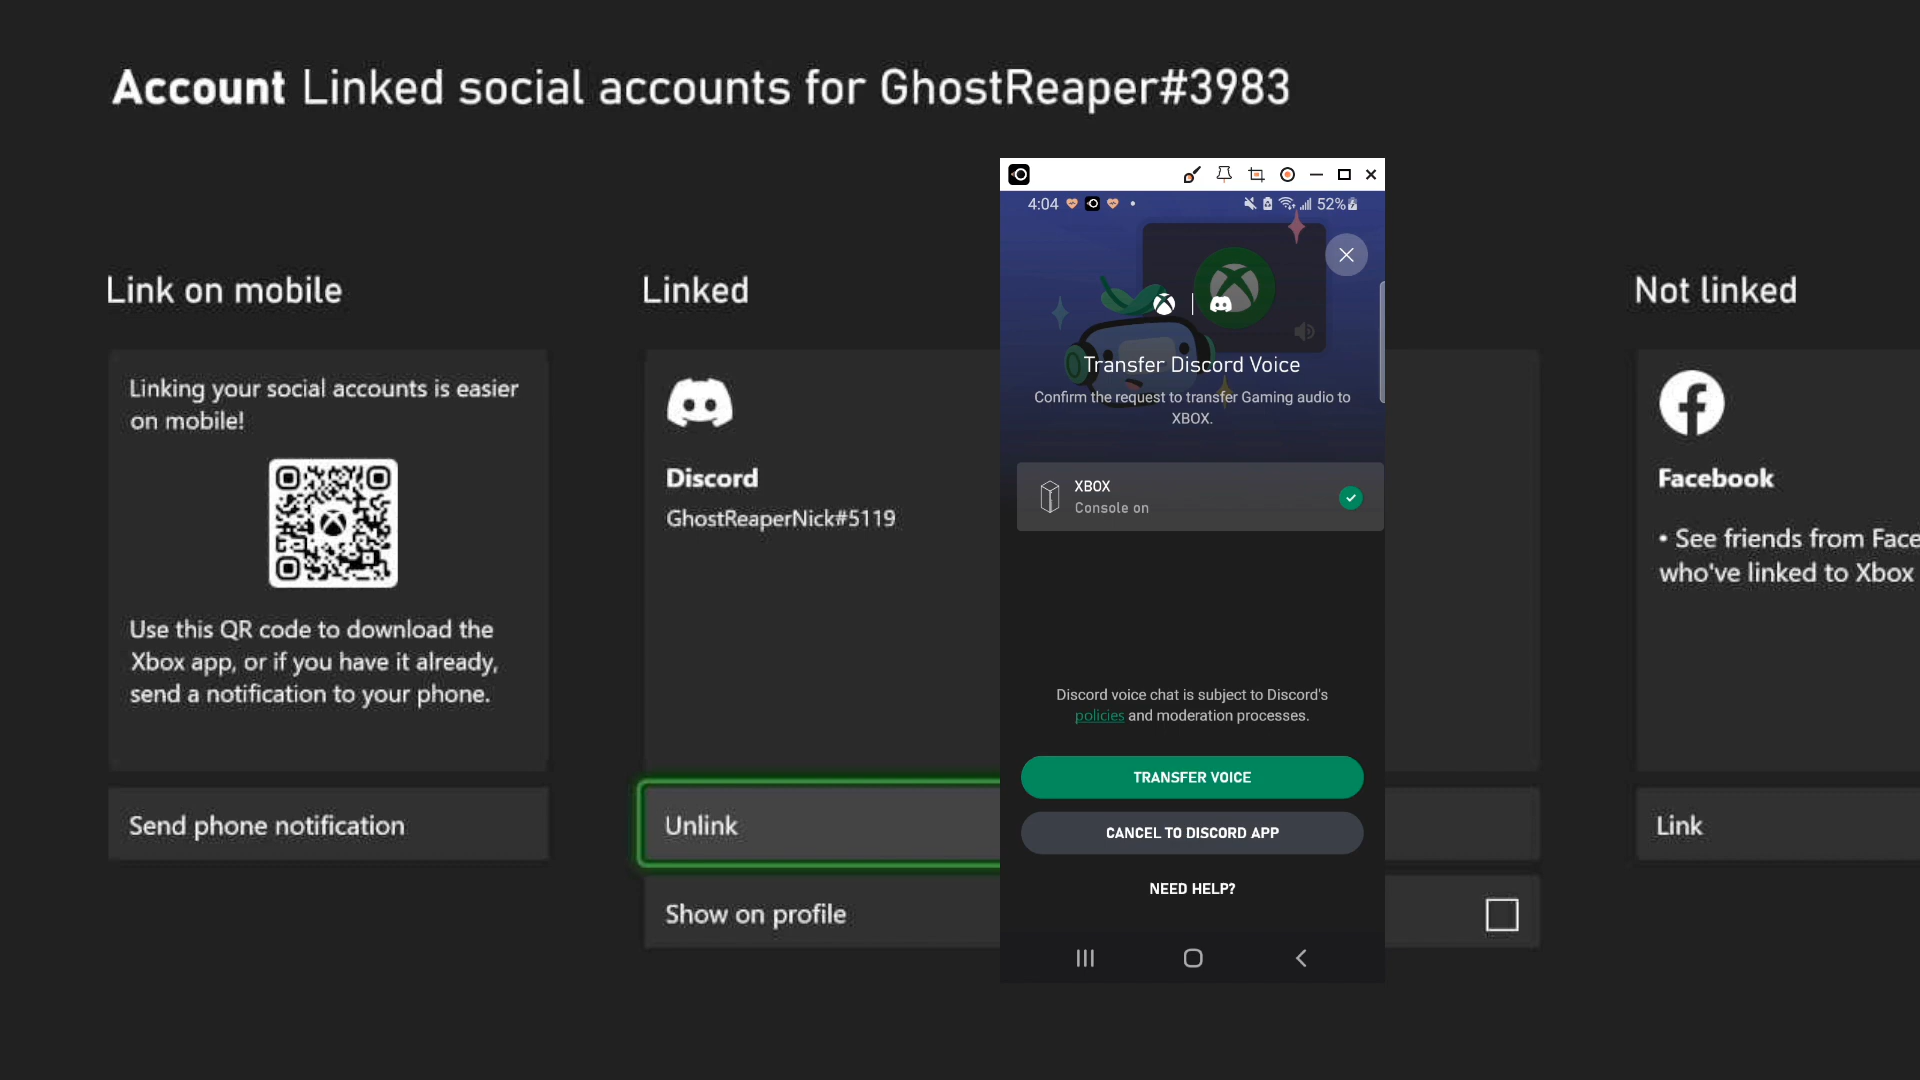 Account Linked social accounts for GhostReaper#3983
Link on mobile
Linking your social accounts is easier
on mobile!
Use this QR code to download the
Xbox app, or if you have it already,
send a notification to your phone.
Send phone notification
Linked
Discord
GhostReaperNick#5119
Unlink
Show on profile
4:04
52%
Transfer Discord Voice
Confirm the request to transfer Gaming audio to
XBOX.
XBOX
Console on
Discord voice chat is subject to Discord's
policies and moderation processes.
TRANSFER VOICE
CANCEL TO DISCORD APP
NEED HELP?
Not linked
Facebook
• See friends from Face
who've linked to Xbox
Link